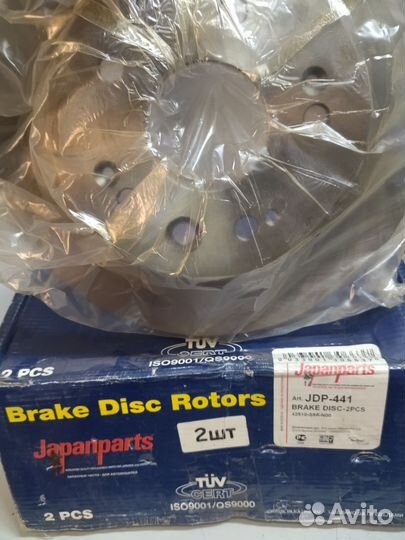 TÜV
CERT
ISO9001/QS9000
2 PCS
Japanparts
Art. JDP-441
BRAKE DISC-2PCS
Brake Disc Rotors
2шт
Japanparts
TÜV
CERT
ISO9001/QS9000
2 PCS
Avito